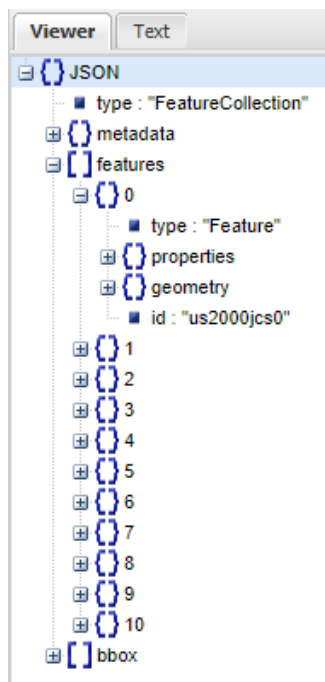 Viewer Text
{} JSON
type : "FeatureCollection"
{} metadata
[] features
{} 0
type : "Feature"
{} properties
{} geometry
id : "us2000jcs0"
{} 1
{} 2
{} 3
{} 4
{} 5
{} 6
{} 7
{} 8
{} 9
{} 10
[] bbox